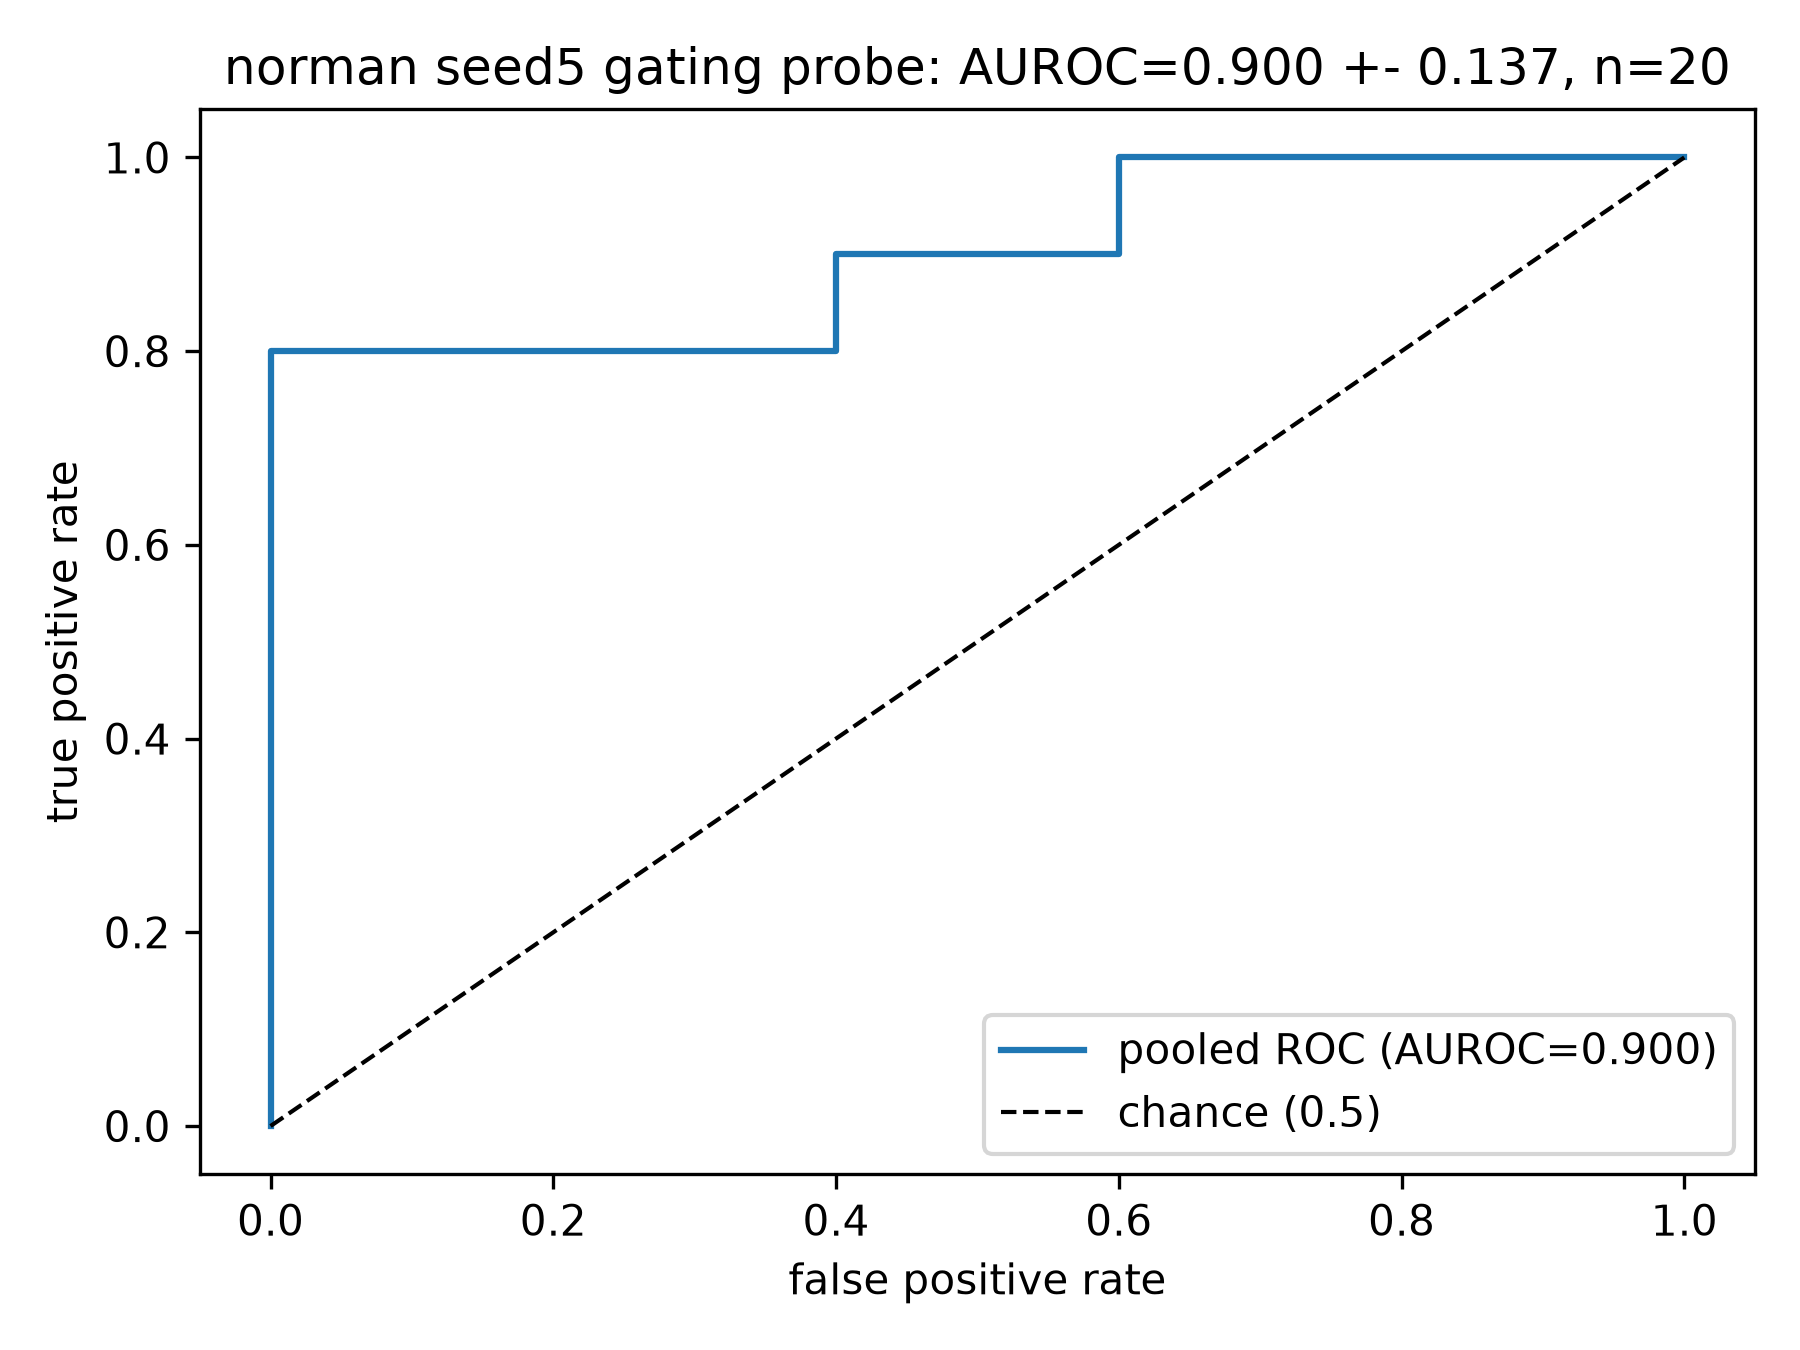 norman seed5 gating probe: AUROC=0.900 +- 0.137, n=20
1.0
0.8
0.6
0.4
0.2
0.0
true positive rate
pooled ROC (AUROC=0.900)
chance (0.5)
0.0 0.2 0.4 0.6 0.8 1.0
false positive rate